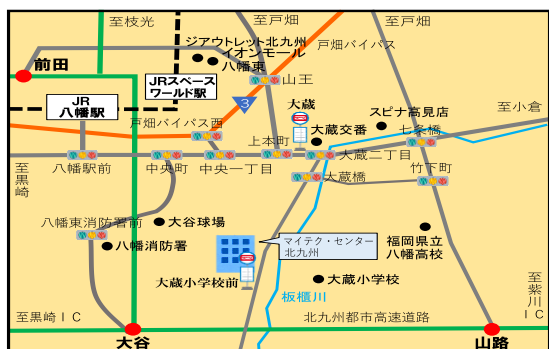 至枝光
至戸畑
至戸畑
ジアウトレット北九州
イオンモール
八幡東
戸畑バイパス
前田
JRスペース
ワールド駅
山王
3
JR
八幡駅
大蔵
スピナ高見店
至小倉
戸畑バイパス西
大蔵交番
七条橋
上本町
八幡駅前
中央町
中央一丁目
大蔵二丁目
至黒崎
大蔵橋
竹下町
八幡東消防署前
大谷球場
八幡消防署
マイテク・センター
北九州
福岡県立
八幡高校
大蔵小学校前
大蔵小学校
板櫃川
至紫川IC
至黒崎IC
北九州都市高速道路
大谷
山路